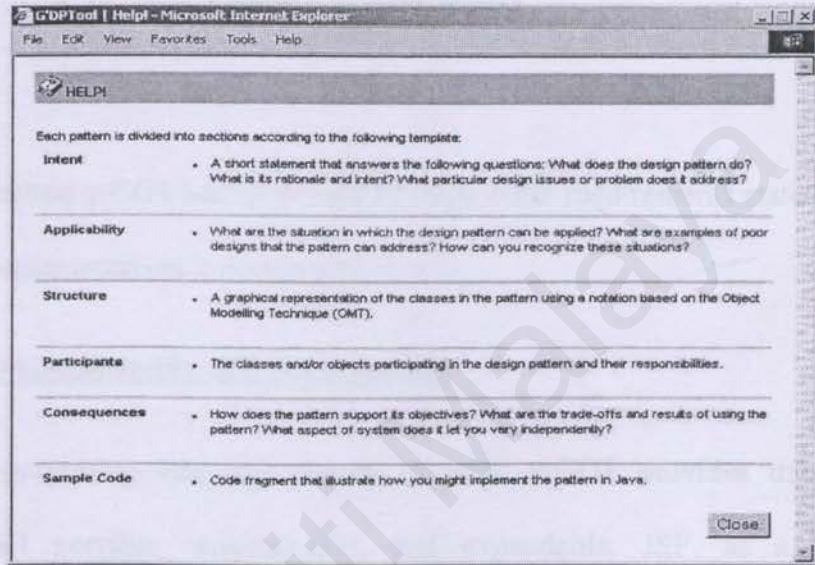 G'DPTool | Help! - Microsoft Internet Explorer
File Edit View Favorites Tools Help
HELP!
Each pattern is divided into sections according to the following template:
Intent
• A short statement that answers the following questions: What does the design pattern do?
What is its rationale and intent? What particular design issues or problem does it address?
Applicability
• What are the situation in which the design pattern can be applied? What are examples of poor
designs that the pattern can address? How can you recognize these situations?
Structure
• A graphical representation of the classes in the pattern using a notation based on the Object
Modelling Technique (OMT).
Participants
• The classes and/or objects participating in the design pattern and their responsibilities.
Consequences
• How does the pattern support its objectives? What are the trade-offs and results of using the
pattern? What aspect of system does it let you vary independently?
Sample Code
• Code fragment that illustrate how you might implement the pattern in Java.
Close